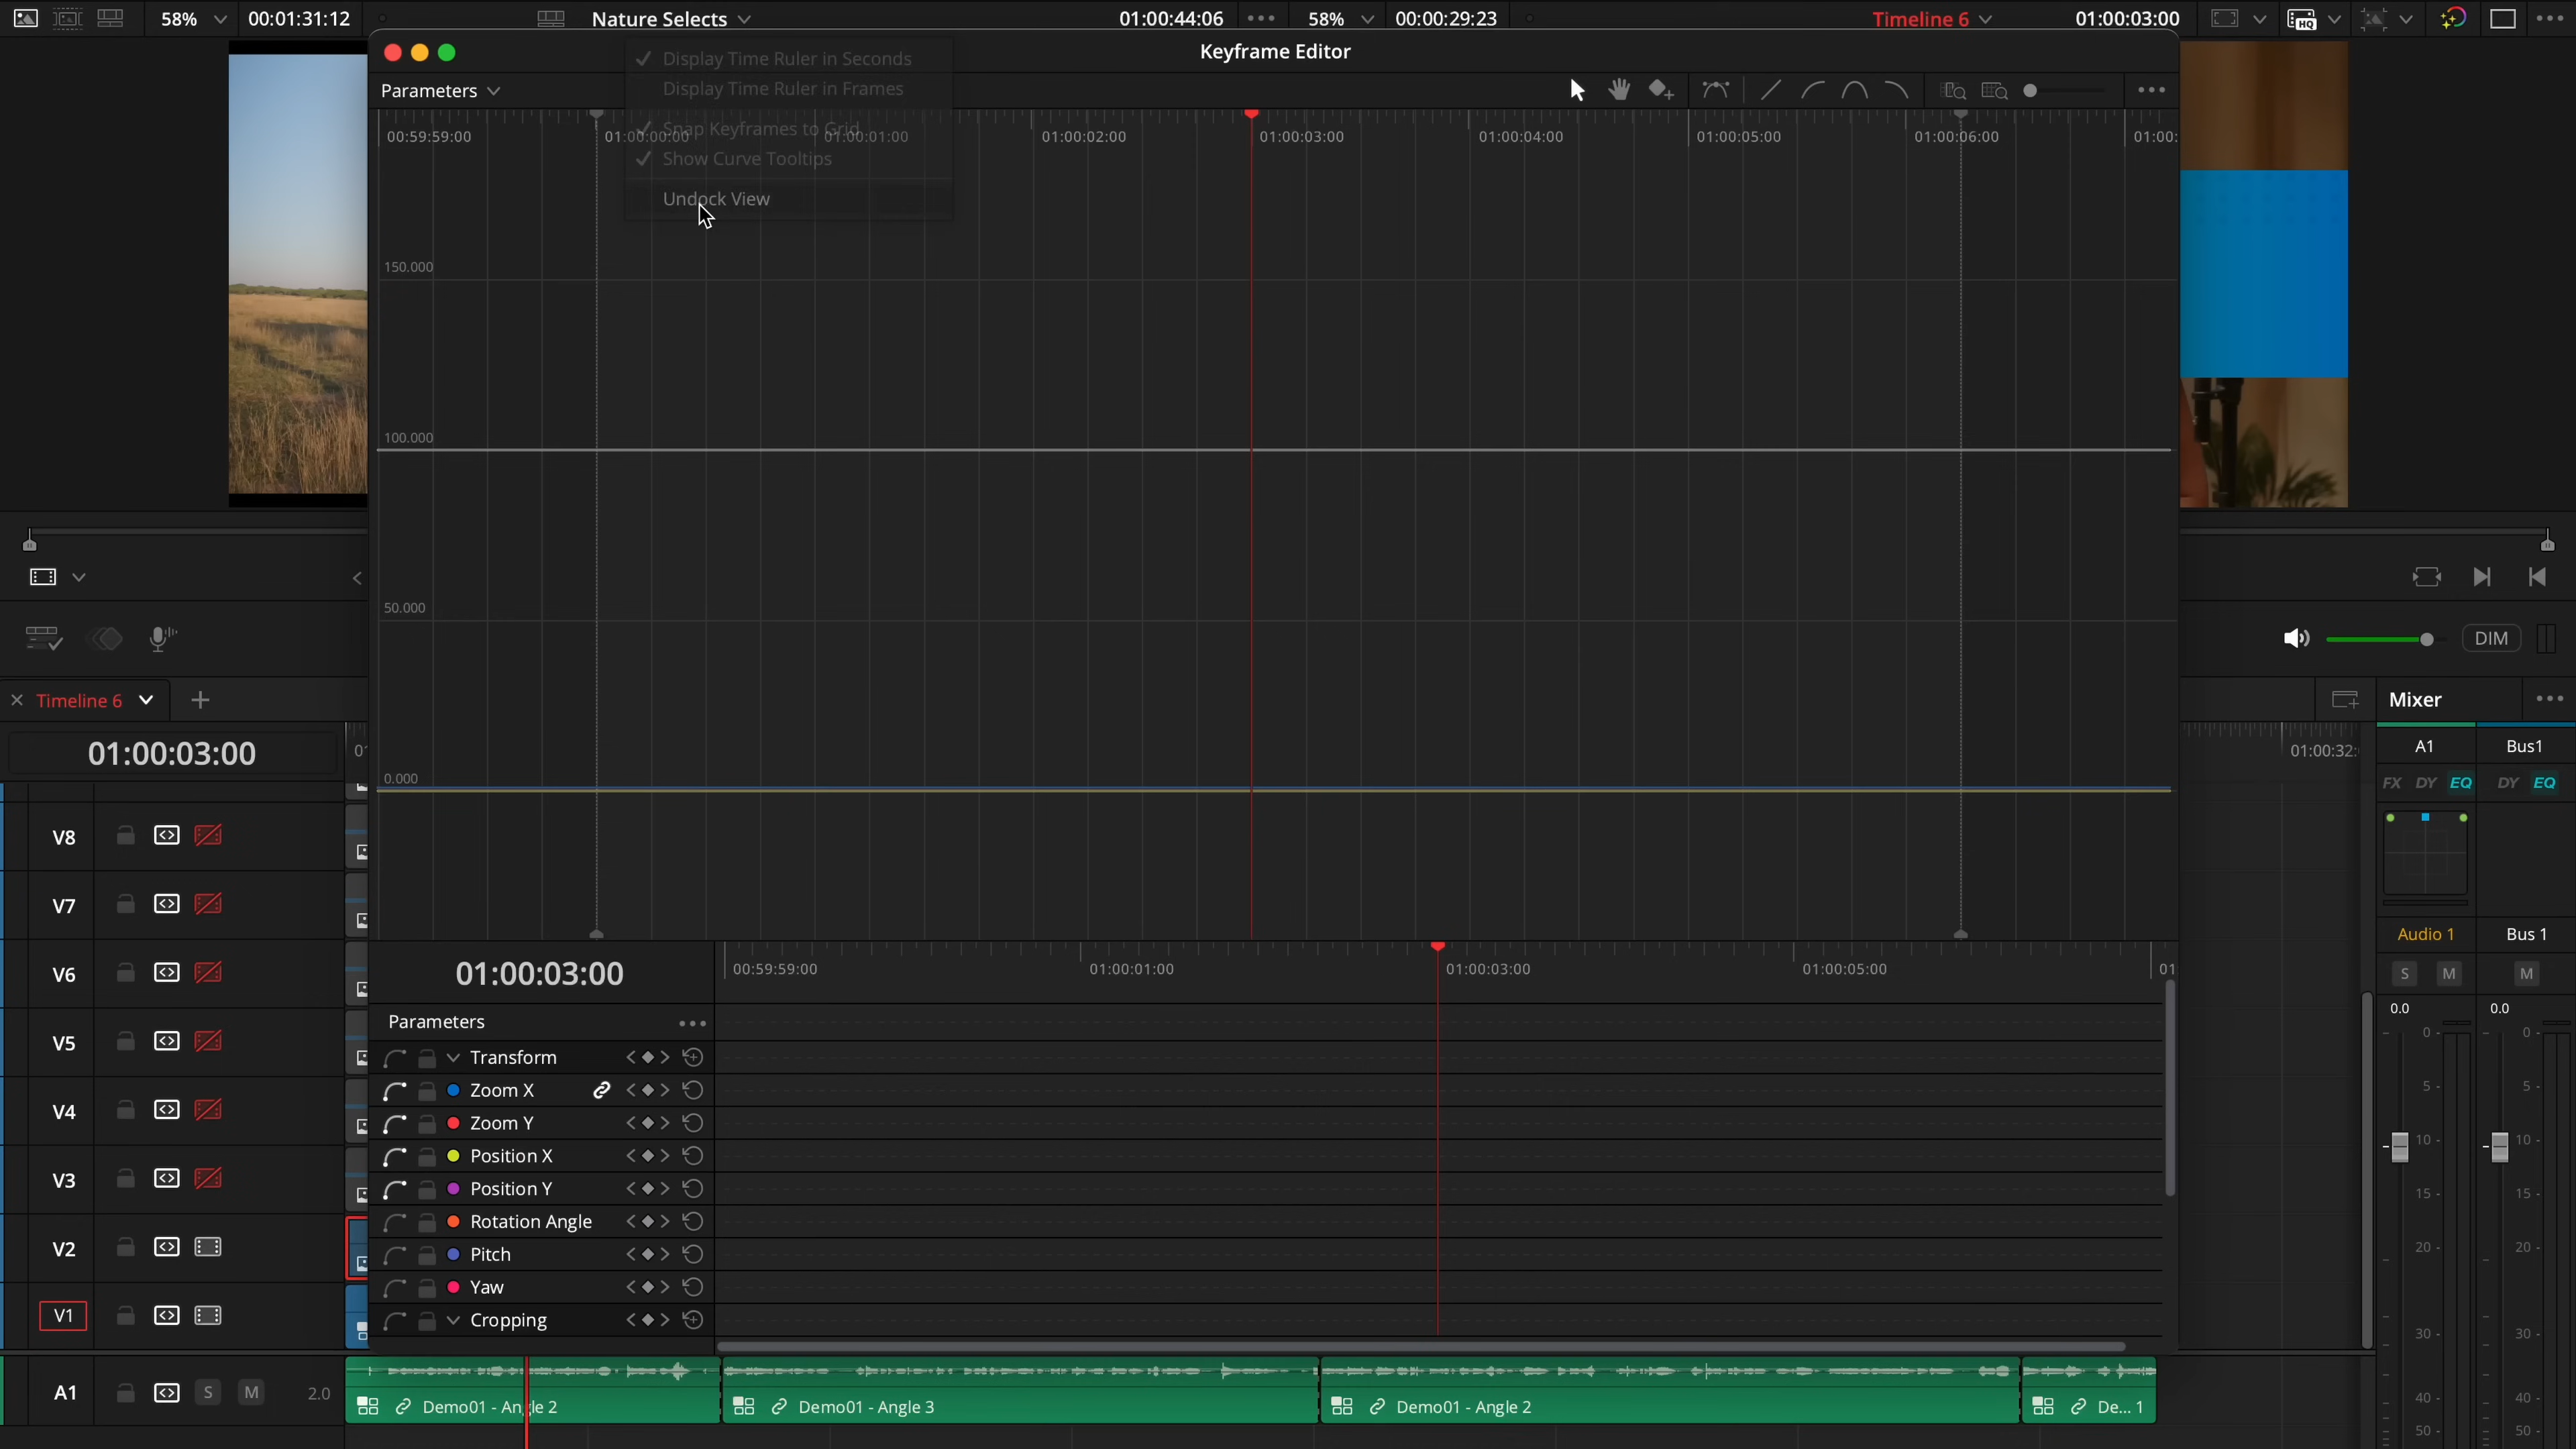 58% 00:01:31:12 Nature Selects 01:00:44:06 58% 00:00:29:23 Timeline 6 01:00:03:00
HQ
Keyframe Editor
Parameters
Display Time Ruler in Seconds
Display Time Ruler in Frames
Snap Keyframes to Grid
Show Curve Tooltips
Undock View
00:59:59:00 01:00:00:00 01:00:01:00 01:00:02:00 01:00:03:00 01:00:04:00 01:00:05:00 01:00:06:00 01:00:
150.000
100.000
50.000
0.000
DIM
Timeline 6
01:00:03:00
01:00:32:
Mixer
A1 Bus1
FX DY EQ DY EQ
Audio 1 Bus 1
S M M
0.0 0.0
0 0
5 5
10 10
15 15
20 20
30 30
40 40
50 50
V8
V7
V6
V5
V4
V3
V2
V1
01:00:03:00
00:59:59:00 01:00:01:00 01:00:03:00 01:00:05:00 01
Parameters
Transform
Zoom X
Zoom Y
Position X
Position Y
Rotation Angle
Pitch
Yaw
Cropping
A1 S M 2.0
Demo01 - Angle 2 Demo01 - Angle 3 Demo01 - Angle 2 De... 1